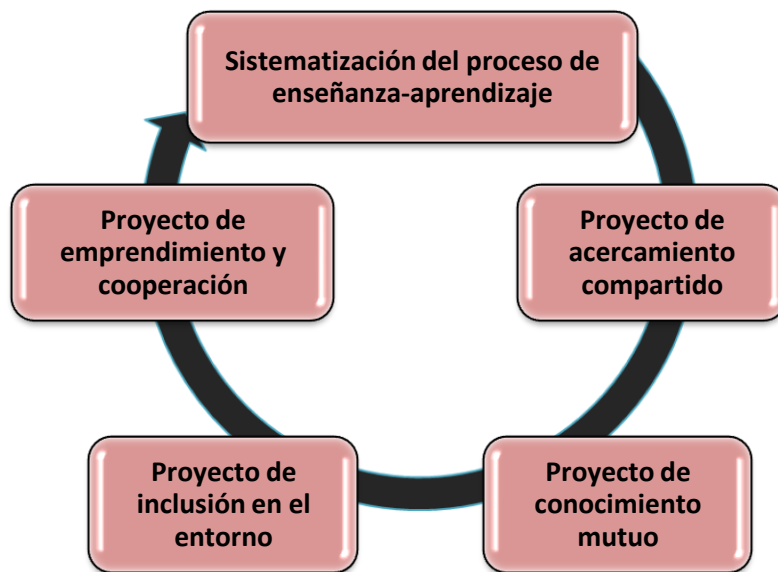 Sistematización del proceso de
enseñanza-aprendizaje
Proyecto de
acercamiento
compartido
Proyecto de
conocimiento
mutuo
Proyecto de
inclusión en el
entorno
Proyecto de
emprendimiento y
cooperación